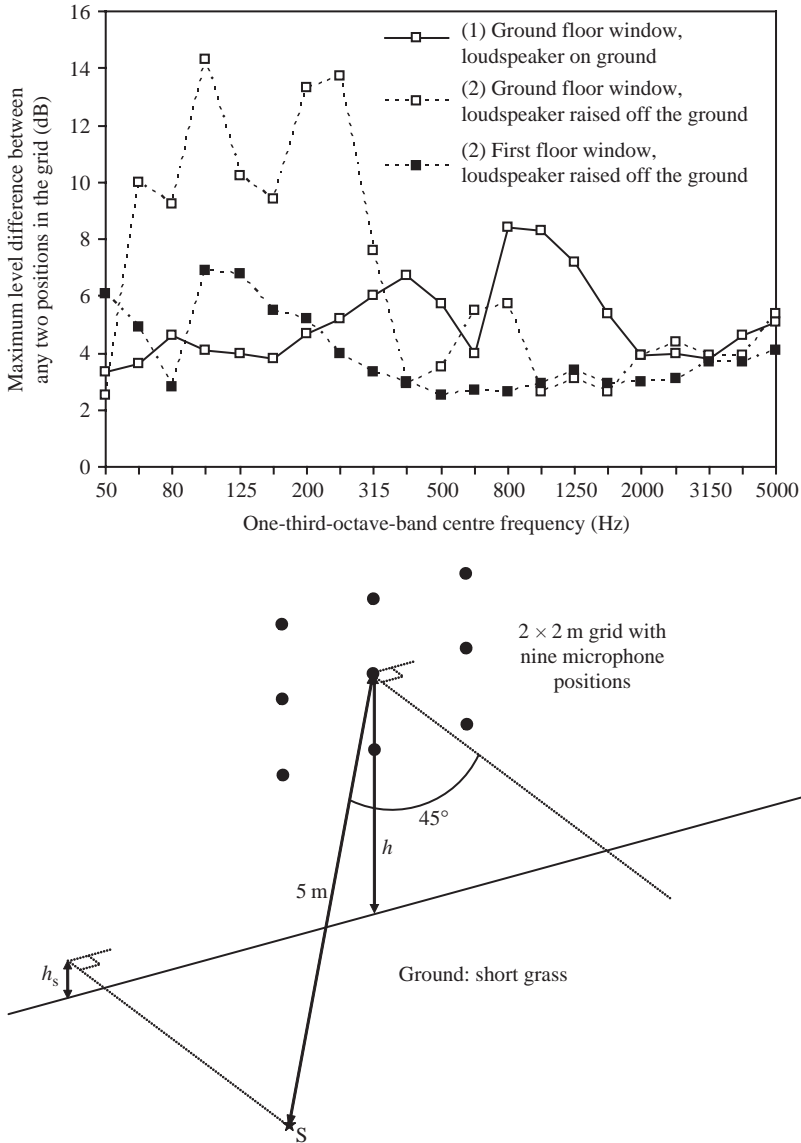 Maximum level difference between
any two positions in the grid (dB)
16
14
12
10
8
6
4
2
0
(1) Ground floor window,
loudspeaker on ground
(2) Ground floor window,
loudspeaker raised off the ground
(2) First floor window,
loudspeaker raised off the ground
50 80 125 200 315 500 800 1250 2000 3150 5000
One-third-octave-band centre frequency (Hz)
2 × 2 m grid with
nine microphone
positions
45°
h
5 m
hs
Ground: short grass
S